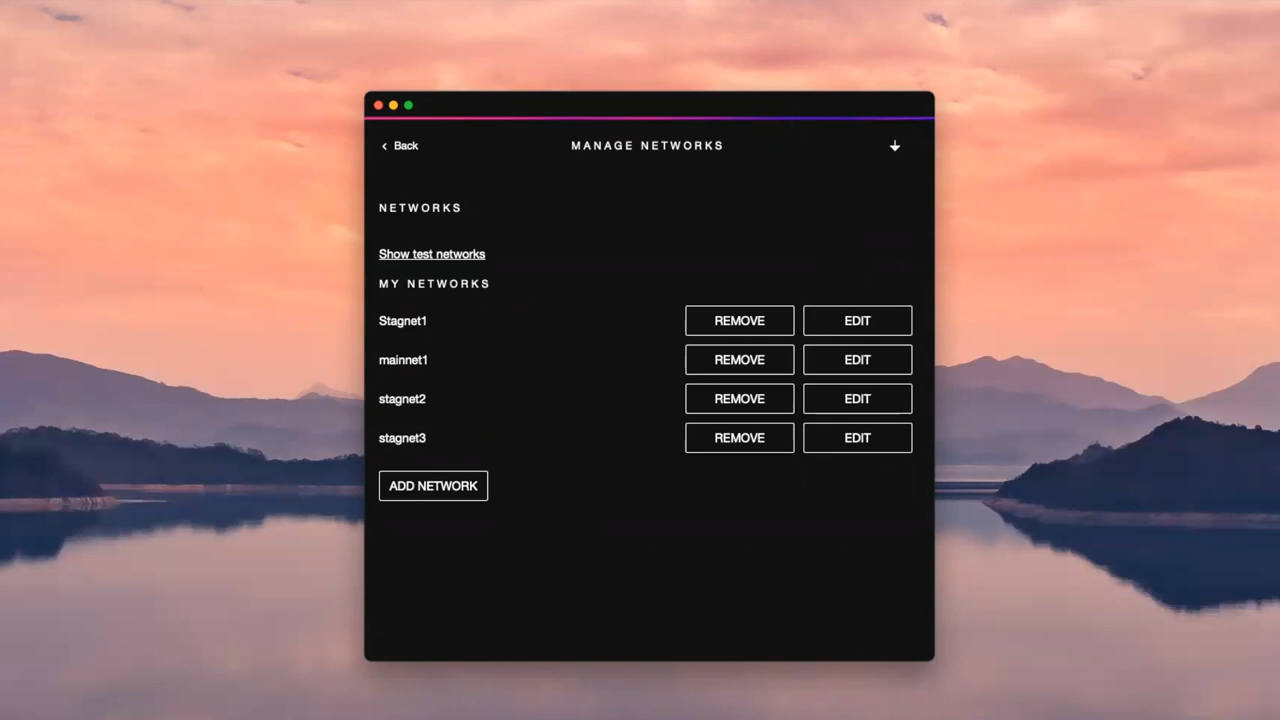 Back
MANAGE NETWORKS
NETWORKS
Show test networks
MY NETWORKS
Stagnet1 REMOVE EDIT
mainnet1 REMOVE EDIT
stagnet2 REMOVE EDIT
stagnet3 REMOVE EDIT
ADD NETWORK